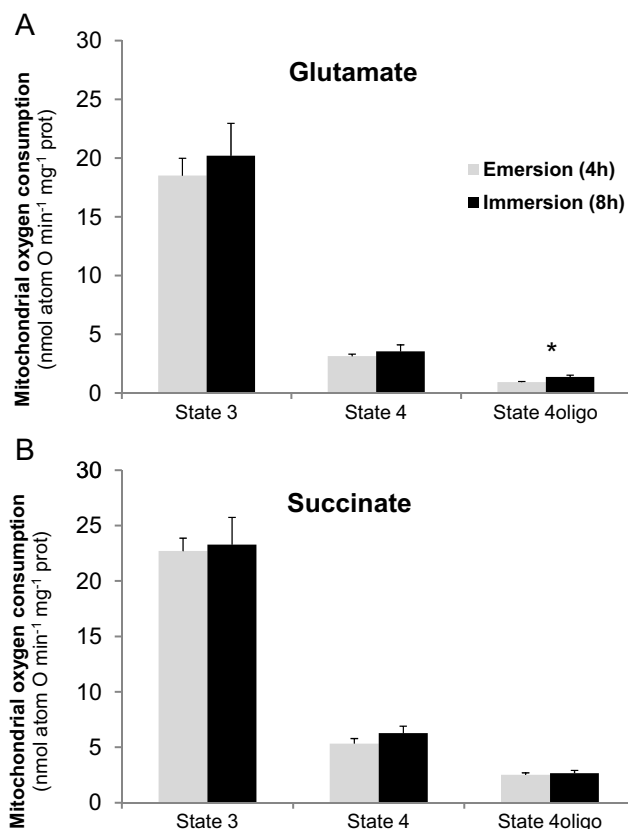 A
Glutamate
Mitochondrial oxygen consumption
(nmol atom O min⁻¹ mg⁻¹ prot)
30
25
20
15
10
5
0
Emersion (4h)
Immersion (8h)
*
State 3 State 4 State 4oligo
B
Succinate
Mitochondrial oxygen consumption
(nmol atom O min⁻¹ mg⁻¹ prot)
30
25
20
15
10
5
0
State 3 State 4 State 4oligo